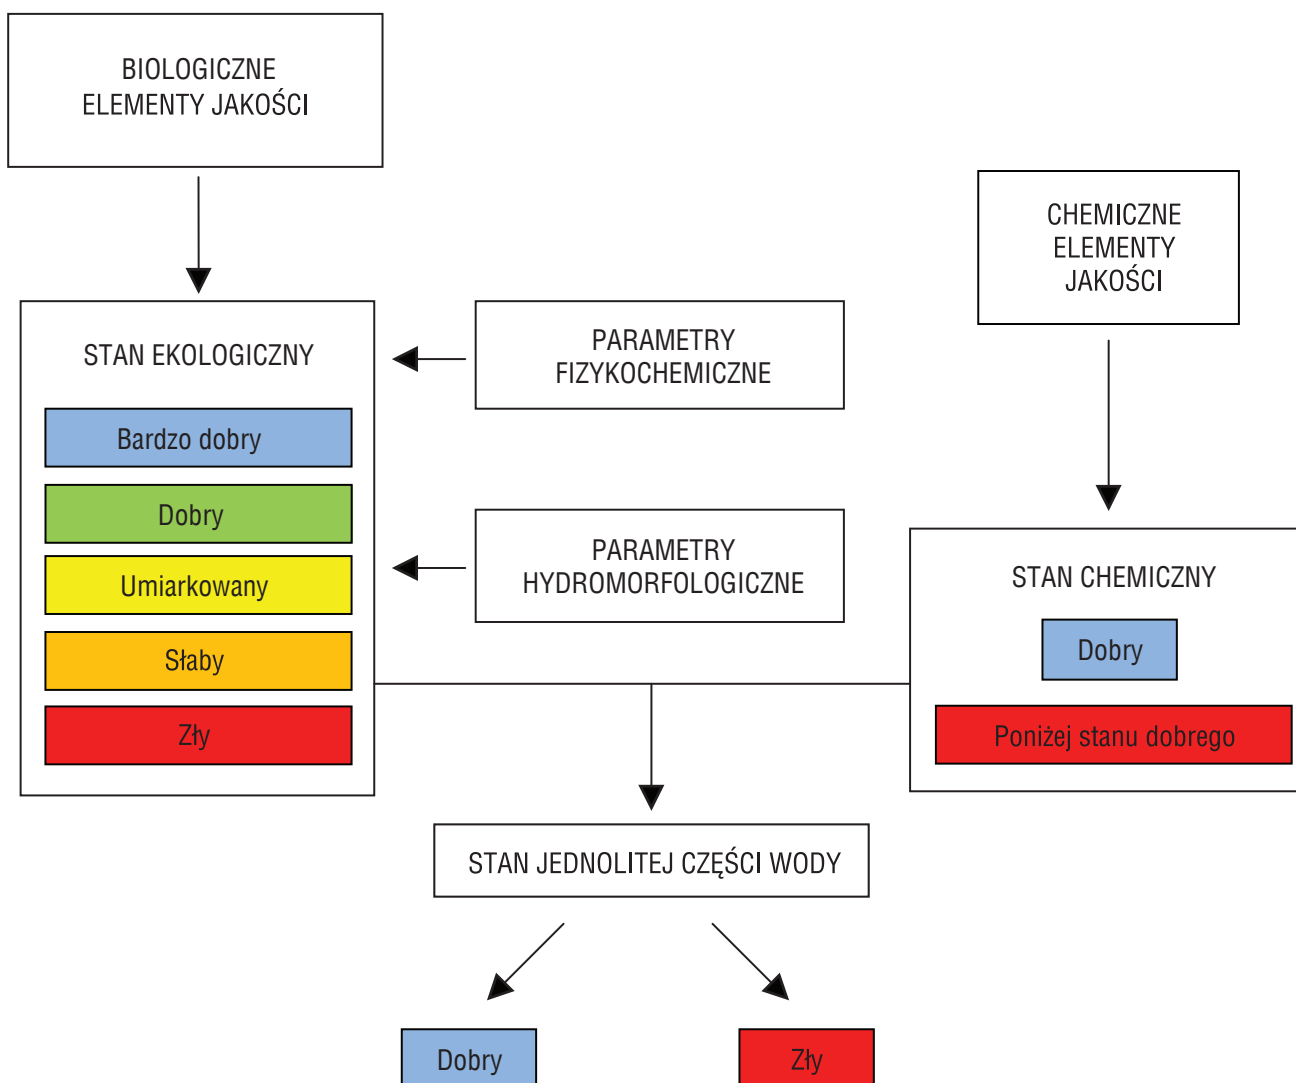 BIOLOGICZNE
ELEMENTY JAKOŚCI
CHEMICZNE
ELEMENTY
JAKOŚCI
STAN EKOLOGICZNY
Bardzo dobry
Dobry
Umiarkowany
Słaby
Zły
PARAMETRY
FIZYKOCHEMICZNE
PARAMETRY
HYDROMORFOLOGICZNE
STAN CHEMICZNY
Dobry
Poniżej stanu dobrego
STAN JEDNOLITEJ CZĘŚCI WODY
Dobry
Zły